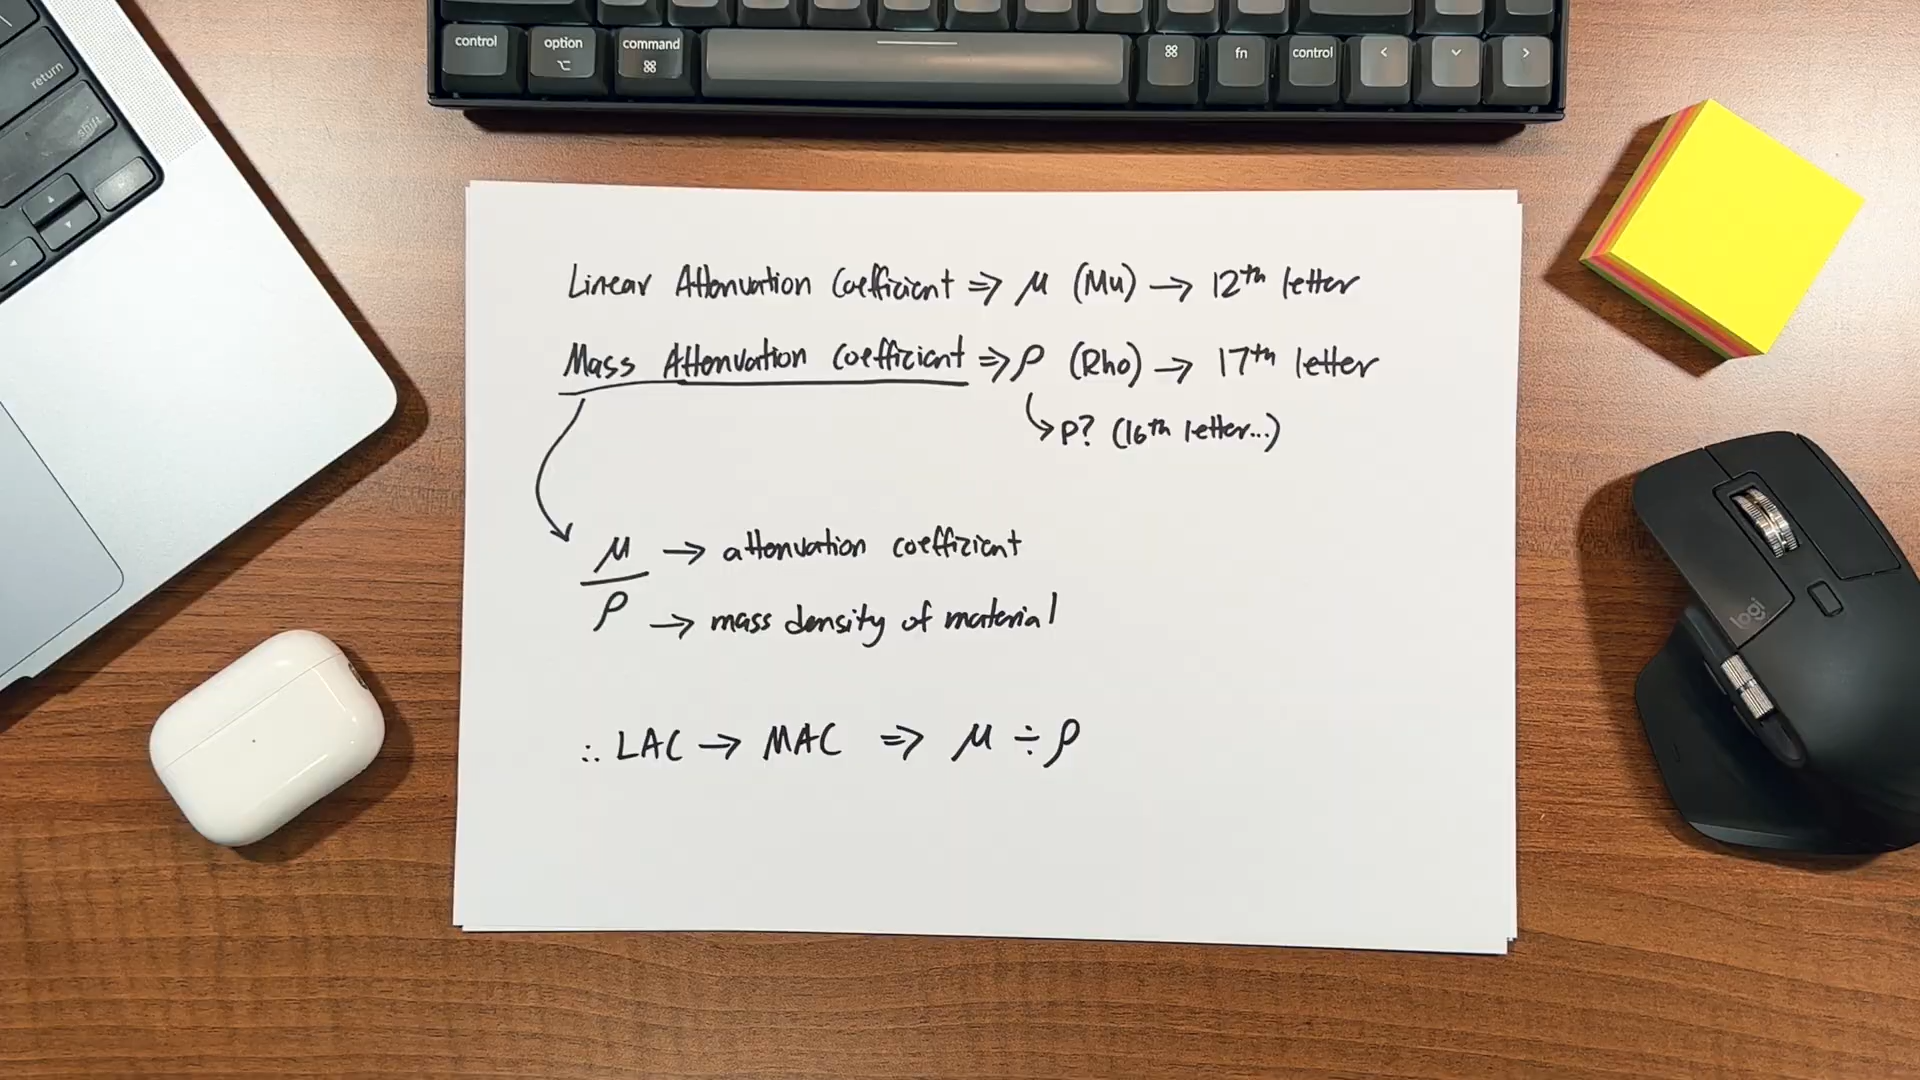 return
shift
control option command ⌘ fn control < ⌄ >
⌥ ⌘
Linear Attenuation Coefficient ⇒ μ (Mu) → 12th letter
Mass Attenuation Coefficient ⇒ ρ (Rho) → 17th letter
↳ P? (16th letter...)
μ → attenuation coefficient
ρ → mass density of material
∴ LAC → MAC ⇒ μ ÷ ρ
logi